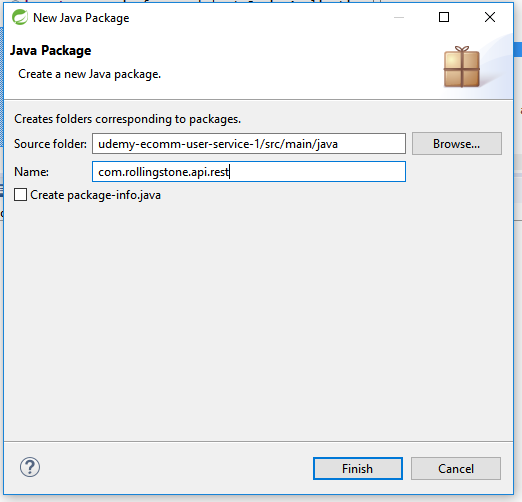 New Java Package
Java Package
Create a new Java package.
Creates folders corresponding to packages.
Source folder: udemy-ecomm-user-service-1/src/main/java Browse...
Name: com.rollingstone.api.rest
Create package-info.java
? Finish Cancel